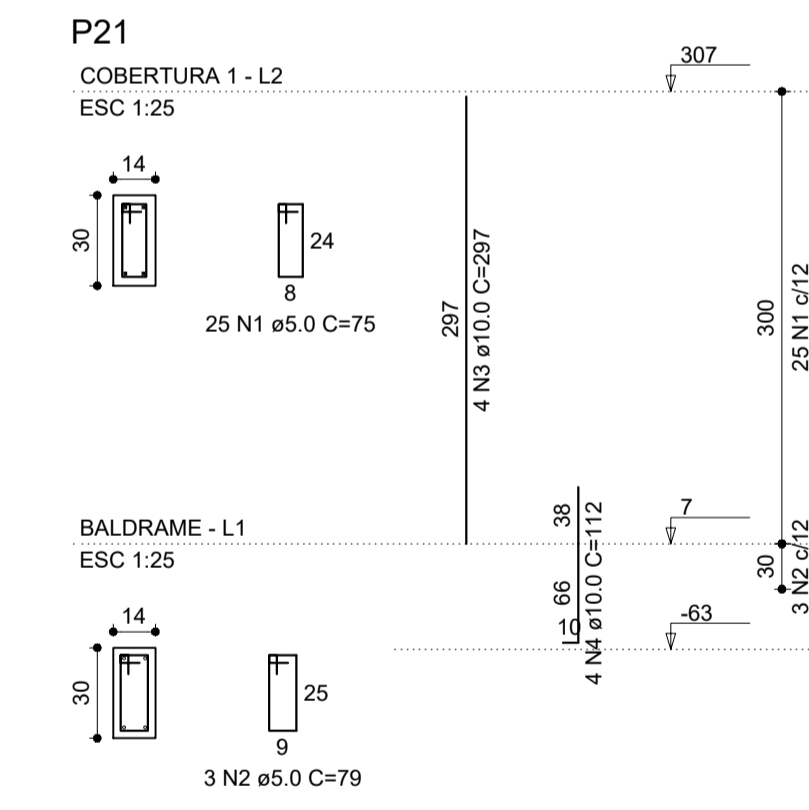 P21
COBERTURA 1 - L2
ESC 1:25
307
14
30
24
8
25 N1 ø5.0 C=75
297
4 N3 ø10.0 C=297
300
25 N1 c/12
BALDRAME - L1
ESC 1:25
7
38
66
10
4 N4 ø10.0 C=112
30
3 N2 c/12
-63
14
30
25
9
3 N2 ø5.0 C=79